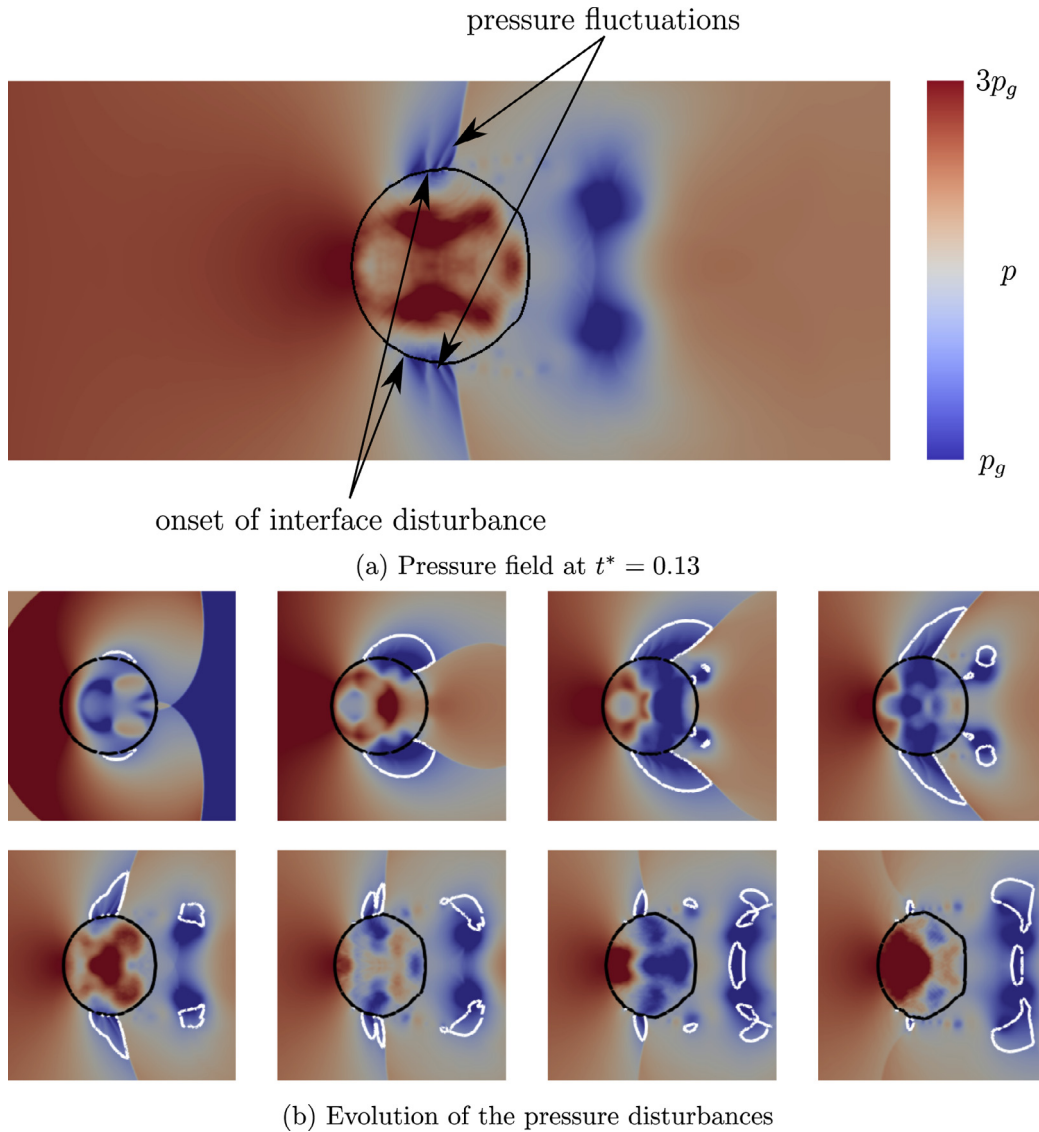 pressure fluctuations
3p_g
p
p_g
onset of interface disturbance
(a) Pressure field at t* = 0.13
(b) Evolution of the pressure disturbances